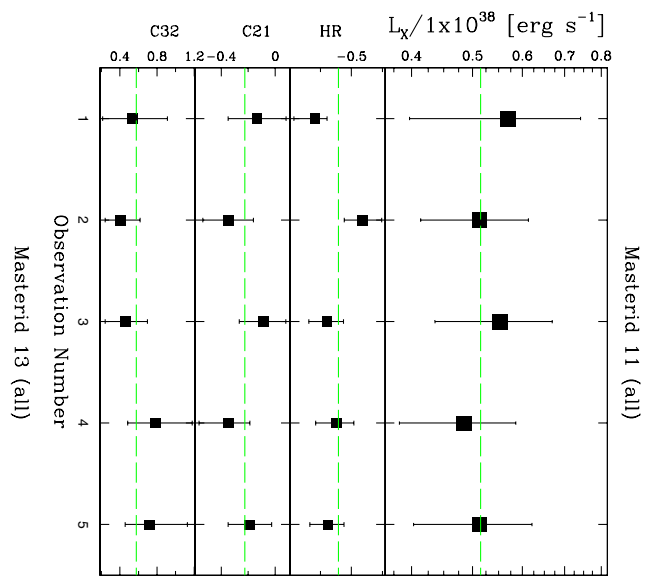 C32 C21 HR L_X/1x10^38 [erg s^-1]
0.4 0.8 1.2 -0.4 0 -0.5 0.4 0.5 0.6 0.7 0.8
Masterid 11 (all)
1 2 3 4 5
Observation Number
Masterid 13 (all)